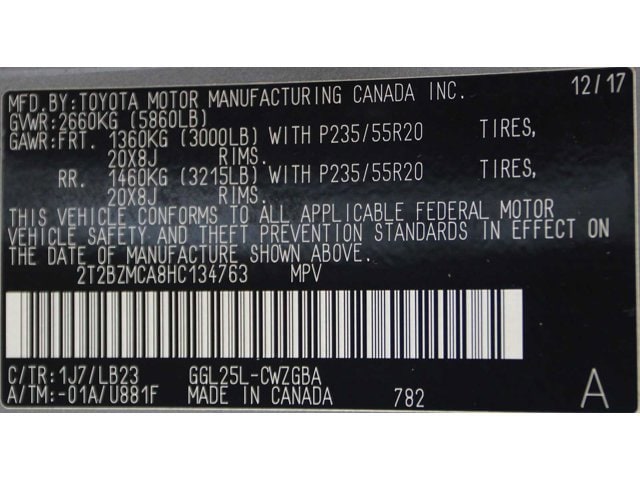 12/17
MFD.BY:TOYOTA MOTOR MANUFACTURING CANADA INC.
GVWR:2660KG (5860LB)
GAWR:FRT. 1360KG (3000LB) WITH P235/55R20 TIRES,
20X8J RIMS.
RR. 1460KG (3215LB) WITH P235/55R20 TIRES,
20X8J RIMS.
THIS VEHICLE CONFORMS TO ALL APPLICABLE FEDERAL MOTOR
VEHICLE SAFETY AND THEFT PREVENTION STANDARDS IN EFFECT ON
THE DATE OF MANUFACTURE SHOWN ABOVE.
2T2BZMCA8HC134763 MPV
C/TR:1J7/LB23 GGL25L-CWZGBA
A/TM:-01A/U881F MADE IN CANADA 782 A